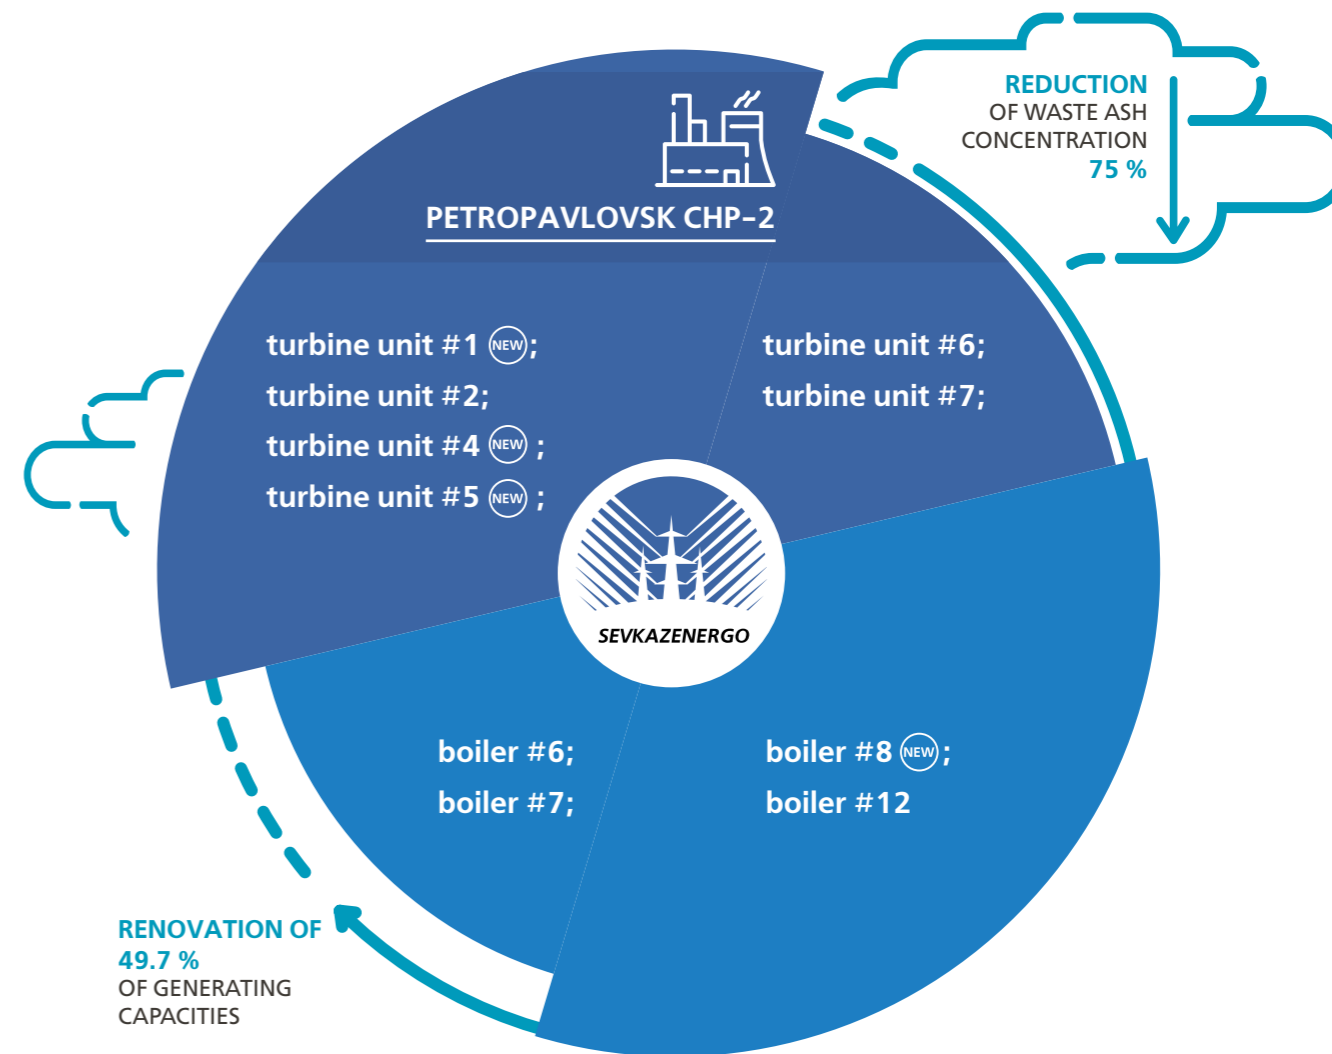 REDUCTION
OF WASTE ASH
CONCENTRATION
75 %
PETROPAVLOVSK CHP-2
turbine unit #1 NEW;
turbine unit #2;
turbine unit #4 NEW ;
turbine unit #5 NEW ;
turbine unit #6;
turbine unit #7;
SEVKAZENERGO
boiler #6;
boiler #7;
boiler #8 NEW ;
boiler #12
RENOVATION OF
49.7 %
OF GENERATING
CAPACITIES